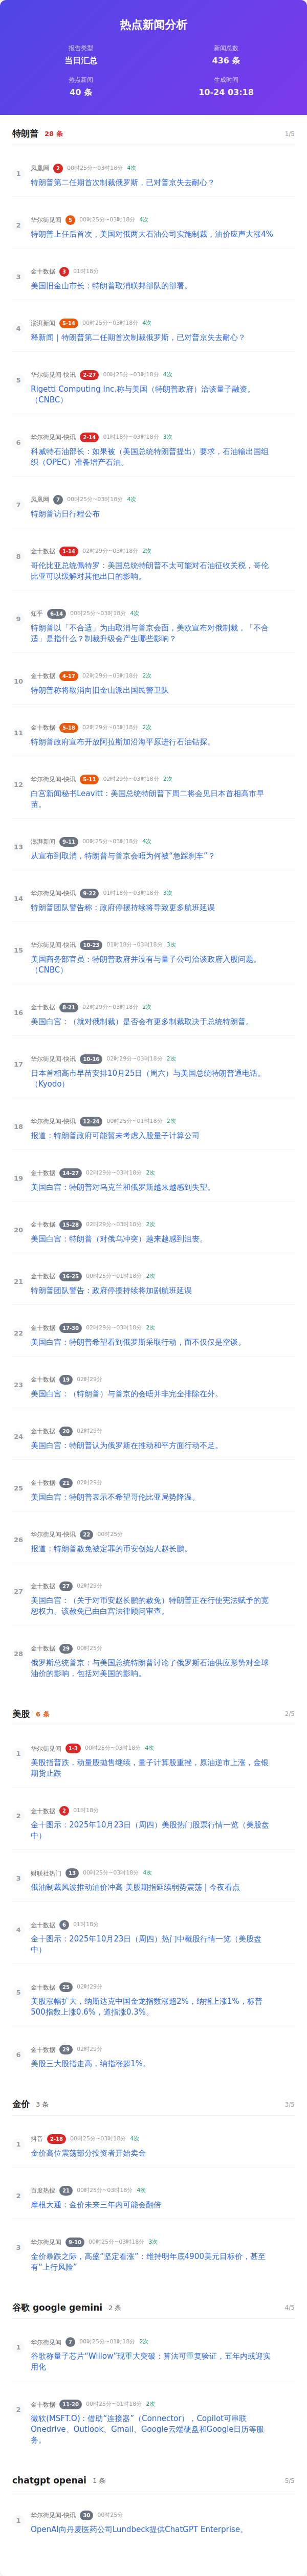 热点新闻分析
报告类型
当日汇总
新闻总数
436 条
热点新闻
40 条
生成时间
10-24 03:18
特朗普 28 条 1/5
1
凤凰网 2 00时25分~03时18分 4次
特朗普第二任期首次制裁俄罗斯，已对普京失去耐心？
2
华尔街见闻 5 00时25分~03时18分 4次
特朗普上任后首次，美国对俄两大石油公司实施制裁，油价应声大涨4%
3
金十数据 3 01时18分
美国旧金山市长：特朗普取消联邦部队的部署。
4
澎湃新闻 5-14 00时25分~03时18分 4次
释新闻｜特朗普第二任期首次制裁俄罗斯，已对普京失去耐心？
5
华尔街见闻-快讯 2-27 00时25分~03时18分 4次
Rigetti Computing Inc.称与美国（特朗普政府）洽谈量子融资。
（CNBC）
6
华尔街见闻-快讯 2-14 01时18分~03时18分 3次
科威特石油部长：如果被（美国总统特朗普提出）要求，石油输出国组
织（OPEC）准备增产石油。
7
凤凰网 7 00时25分~03时18分 4次
特朗普访日行程公布
8
金十数据 1-14 02时29分~03时18分 2次
哥伦比亚总统佩特罗：美国总统特朗普不太可能对石油征收关税，哥伦
比亚可以缓解对其他出口的影响。
9
知乎 6-14 00时25分~03时18分 4次
特朗普以「不合适」为由取消与普京会面，美欧宣布对俄制裁，「不合
适」是指什么？制裁升级会产生哪些影响？
10
金十数据 4-17 02时29分~03时18分 2次
特朗普称将取消向旧金山派出国民警卫队
11
金十数据 5-18 02时29分~03时18分 2次
特朗普政府宣布开放阿拉斯加沿海平原进行石油钻探。
12
华尔街见闻-快讯 5-11 02时29分~03时18分 2次
白宫新闻秘书Leavitt：美国总统特朗普下周二将会见日本首相高市早
苗。
13
澎湃新闻 9-11 00时25分~03时18分 4次
从宣布到取消，特朗普与普京会晤为何被“急踩刹车”？
14
华尔街见闻-快讯 9-22 01时18分~03时18分 3次
特朗普团队警告称：政府停摆持续将导致更多航班延误
15
华尔街见闻-快讯 10-23 01时18分~03时18分 3次
美国商务部官员：特朗普政府并没有与量子公司洽谈政府入股问题。
（CNBC）
16
金十数据 8-21 02时29分~03时18分 2次
美国白宫：（就对俄制裁）是否会有更多制裁取决于总统特朗普。
17
华尔街见闻-快讯 10-16 02时29分~03时18分 2次
日本首相高市早苗安排10月25日（周六）与美国总统特朗普通电话。
（Kyodo）
18
华尔街见闻-快讯 12-24 00时25分~01时18分 2次
报道：特朗普政府可能暂未考虑入股量子计算公司
19
金十数据 14-27 02时29分~03时18分 2次
美国白宫：特朗普对乌克兰和俄罗斯越来越感到失望。
20
金十数据 15-28 02时29分~03时18分 2次
美国白宫：特朗普（对俄乌冲突）越来越感到沮丧。
21
金十数据 16-25 00时25分~01时18分 2次
特朗普团队警告：政府停摆持续将加剧航班延误
22
金十数据 17-30 02时29分~03时18分 2次
美国白宫：特朗普希望看到俄罗斯采取行动，而不仅仅是空谈。
23
金十数据 19 02时29分
美国白宫：（特朗普）与普京的会晤并非完全排除在外。
24
金十数据 20 02时29分
美国白宫：特朗普认为俄罗斯在推动和平方面行动不足。
25
金十数据 21 02时29分
美国白宫：特朗普表示不希望哥伦比亚局势降温。
26
华尔街见闻-快讯 22 00时25分
报道：特朗普赦免被定罪的币安创始人赵长鹏。
27
金十数据 27 02时29分
美国白宫：（关于对币安赵长鹏的赦免）特朗普正在行使宪法赋予的宽
恕权力。该赦免已由白宫法律顾问审查。
28
金十数据 29 00时25分
俄罗斯总统普京：与美国总统特朗普讨论了俄罗斯石油供应形势对全球
油价的影响，包括对美国的影响。
美股 6 条 2/5
1
华尔街见闻 1-3 00时25分~03时18分 4次
美股指普跌，动量股抛售继续，量子计算股重挫，原油逆市上涨，金银
期货止跌
2
金十数据 2 01时18分
金十图示：2025年10月23日（周四）美股热门股票行情一览（美股盘
中）
3
财联社热门 13 00时25分~03时18分 4次
俄油制裁风波推动油价冲高 美股期指延续弱势震荡 | 今夜看点
4
金十数据 6 01时18分
金十图示：2025年10月23日（周四）热门中概股行情一览（美股盘
中）
5
金十数据 25 02时29分
美股涨幅扩大，纳斯达克中国金龙指数涨超2%，纳指上涨1%，标普
500指数上涨0.6%，道指涨0.3%。
6
金十数据 29 02时29分
美股三大股指走高，纳指涨超1%。
金价 3 条 3/5
1
抖音 2-18 00时25分~03时18分 4次
金价高位震荡部分投资者开始卖金
2
百度热搜 21 00时25分~03时18分 4次
摩根大通：金价未来三年内可能会翻倍
3
华尔街见闻 9-10 00时25分~03时18分 3次
金价暴跌之际，高盛“坚定看涨”：维持明年底4900美元目标价，甚至
有“上行风险”
谷歌 google gemini 2 条 4/5
1
华尔街见闻 7 00时25分~01时18分 2次
谷歌称量子芯片“Willow”现重大突破：算法可重复验证，五年内或迎实
用化
2
金十数据 11-20 00时25分~01时18分 2次
微软(MSFT.O)：借助“连接器”（Connector），Copilot可串联
Onedrive、Outlook、Gmail、Google云端硬盘和Google日历等服
务。
chatgpt openai 1 条 5/5
1
华尔街见闻-快讯 30 00时25分
OpenAI向丹麦医药公司Lundbeck提供ChatGPT Enterprise。